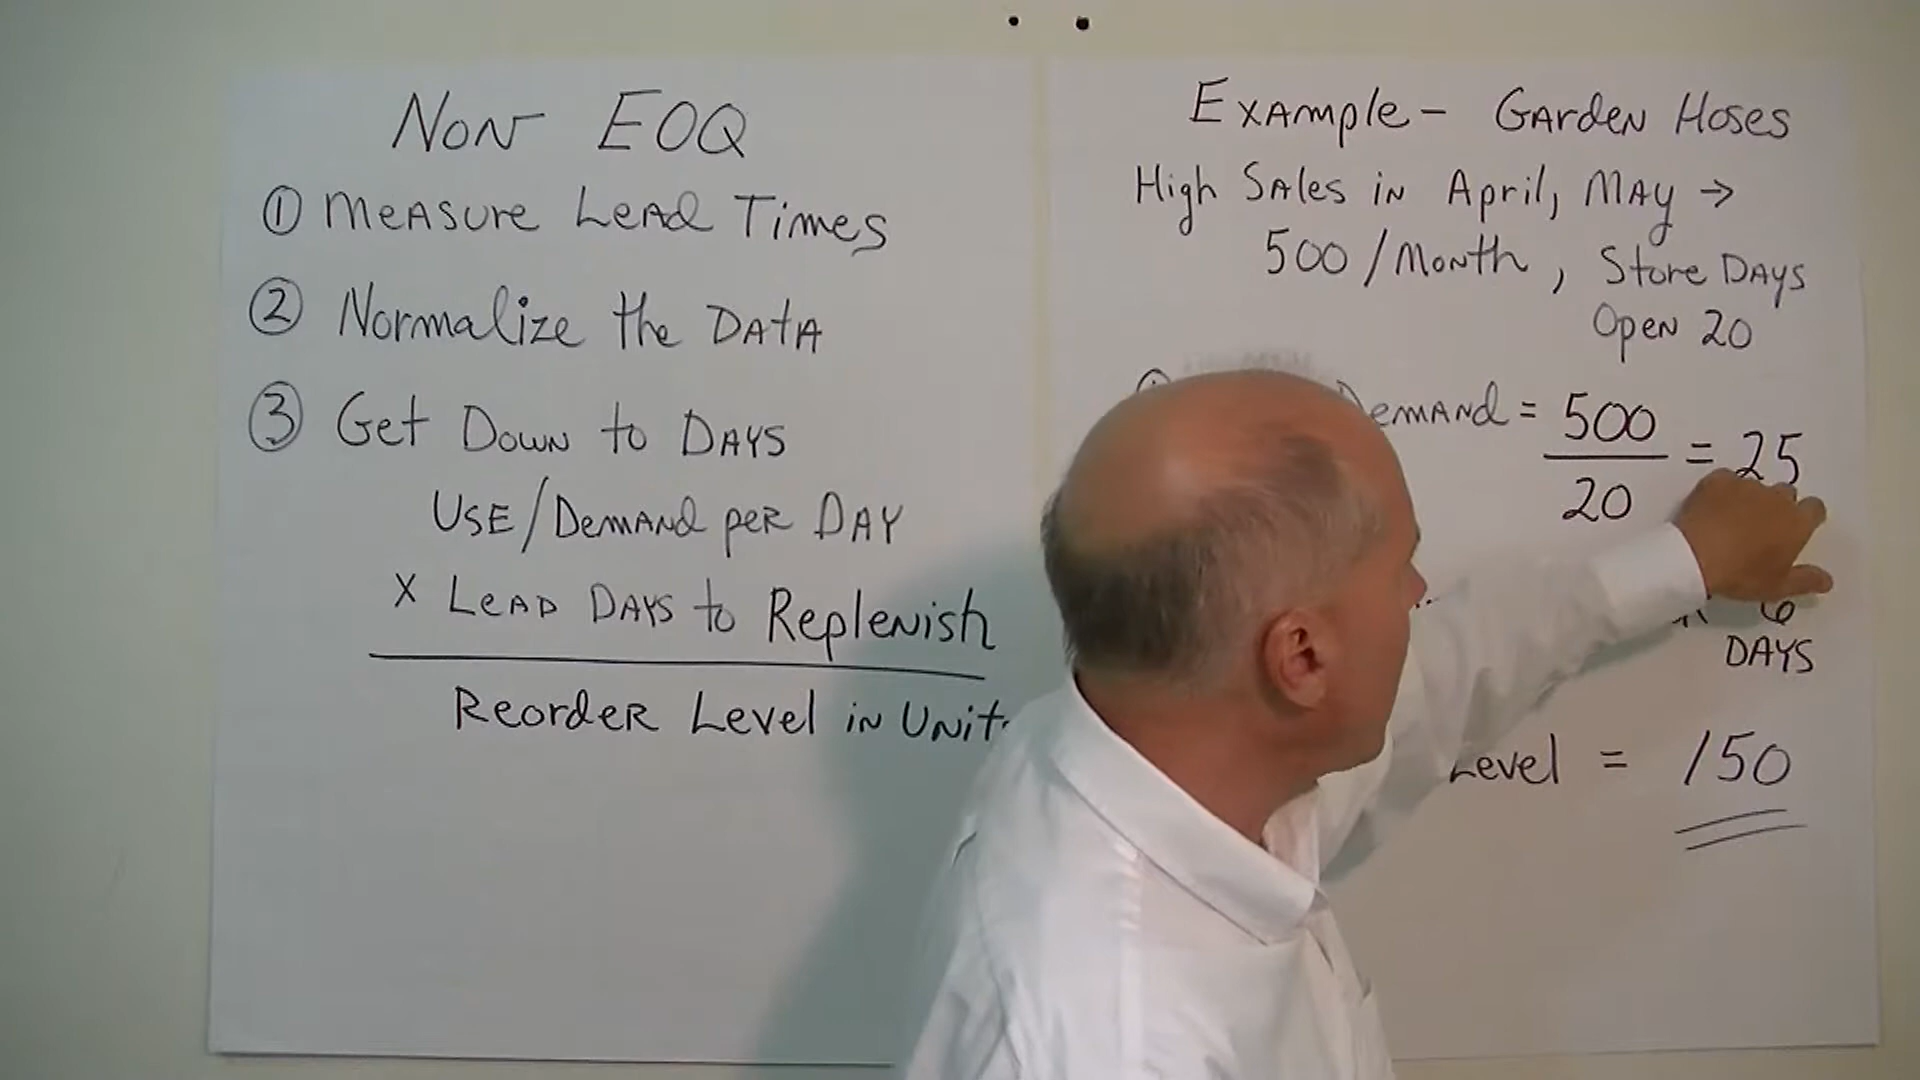 Non EOQ
① Measure Lead Times
② Normalize the Data
③ Get Down to Days
Use/Demand per Day
x Lead Days to Replenish
Reorder Level in Unit
Example - Garden Hoses
High Sales in April, May →
500/Month, Store Days
Open 20
emand = 500/20 = 25
6
Days
Level = 150